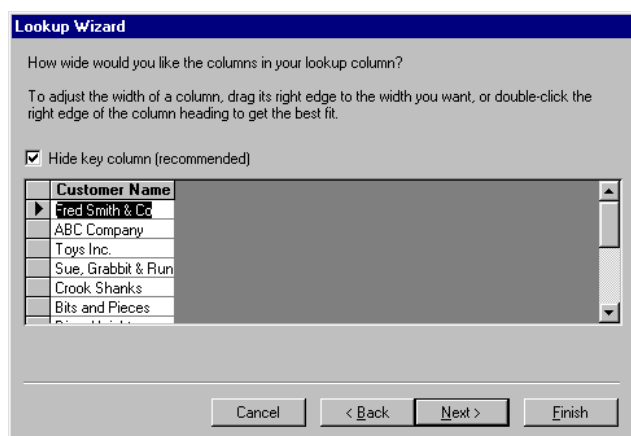 Lookup Wizard
How wide would you like the columns in your lookup column?
To adjust the width of a column, drag its right edge to the width you want, or double-click the
right edge of the column heading to get the best fit.
Hide key column (recommended)
Customer Name
Fred Smith & Co
ABC Company
Toys Inc.
Sue, Grabbit & Run
Crook Shanks
Bits and Pieces
Cancel
< Back
Next >
Finish